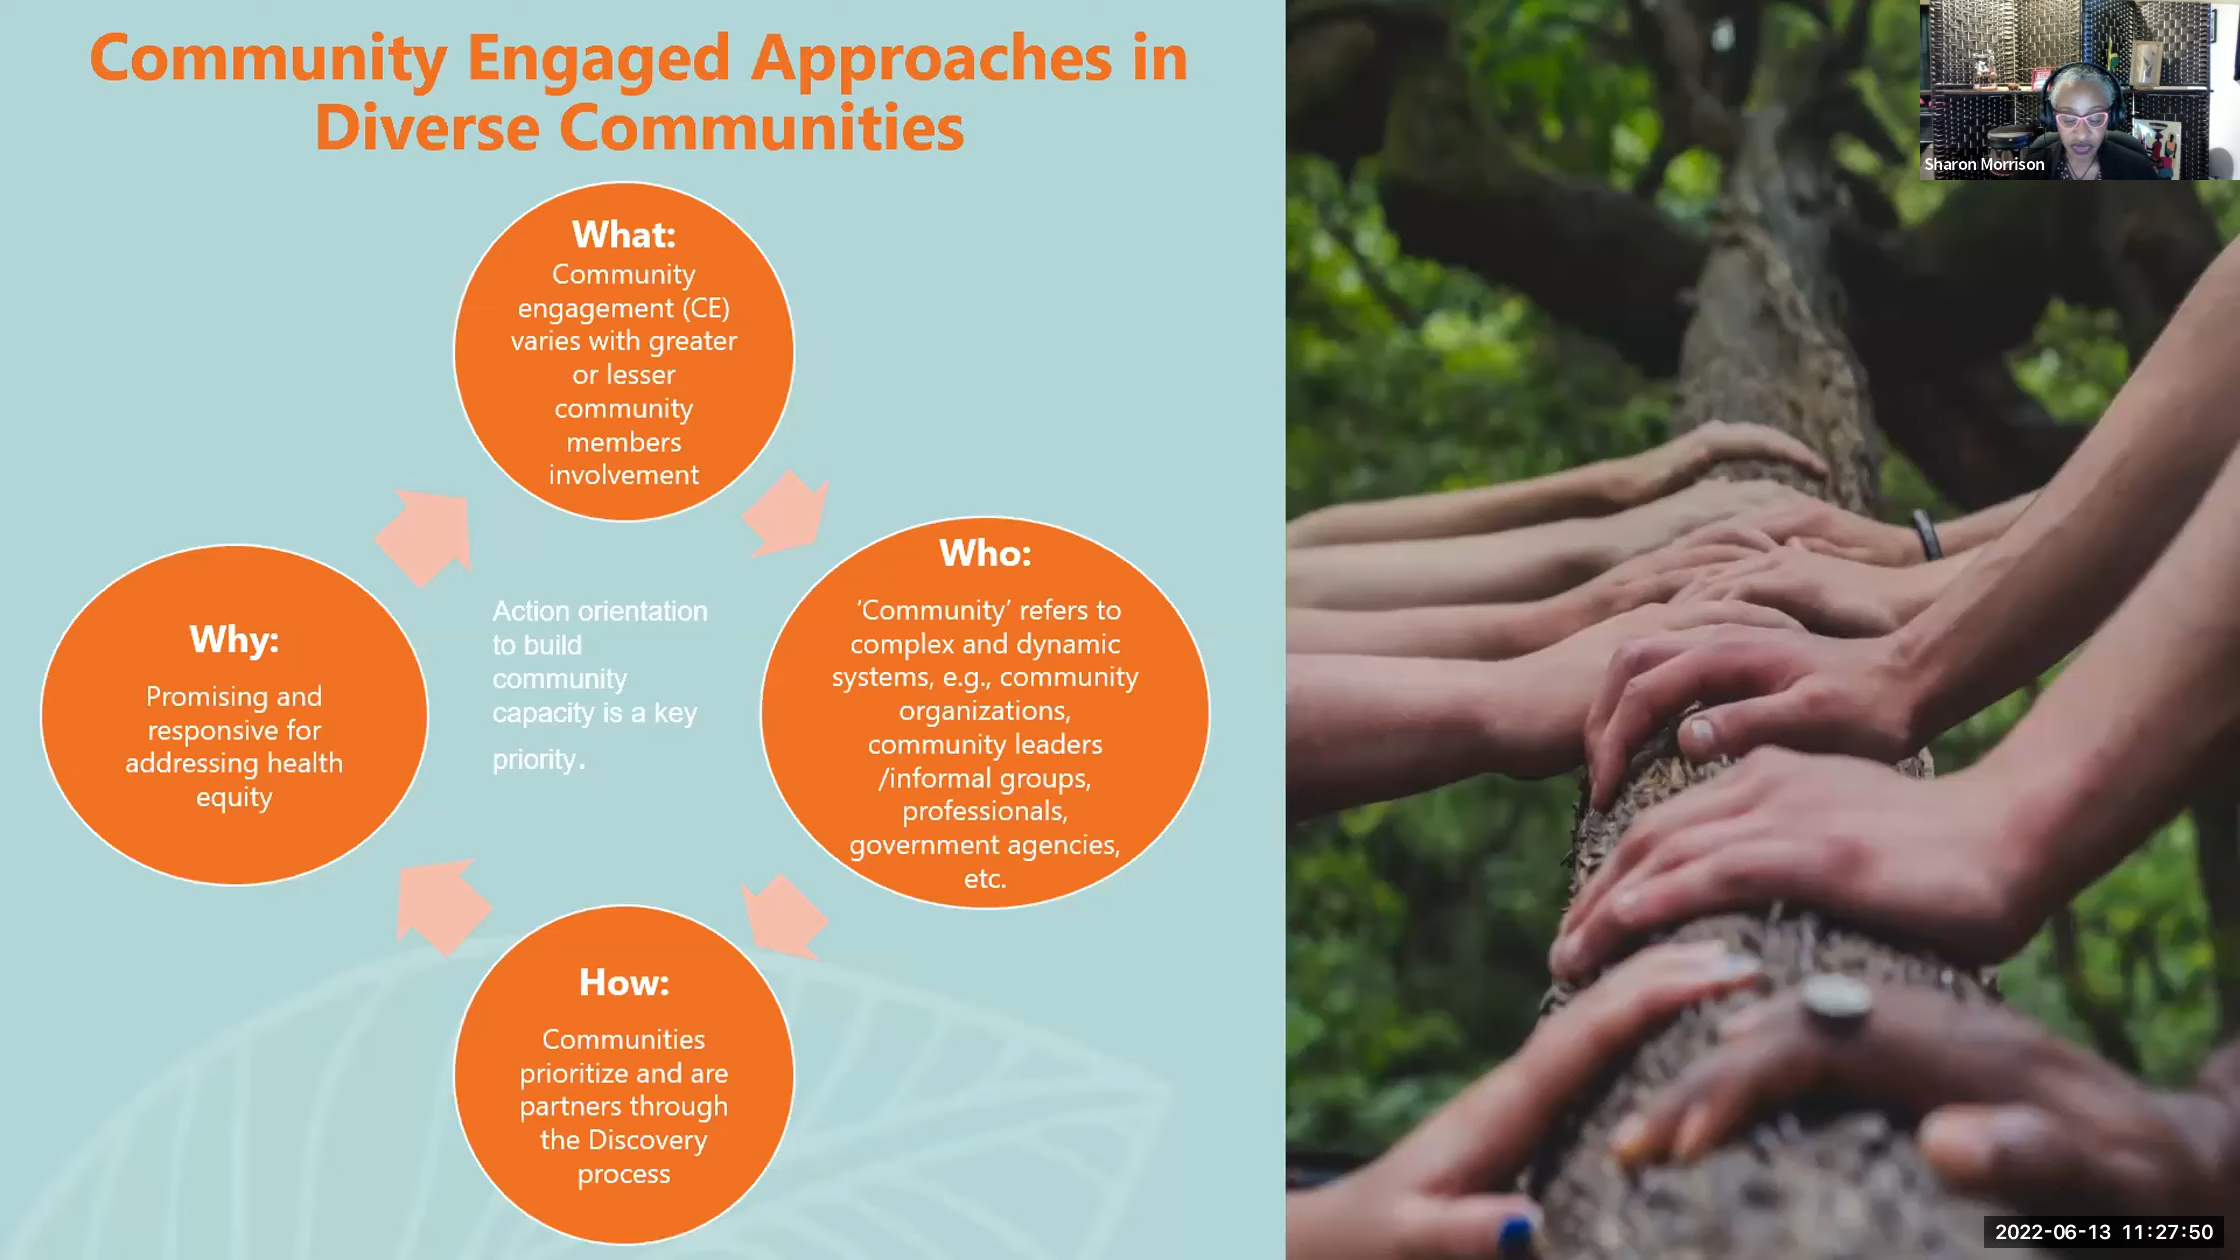 Community Engaged Approaches in
Diverse Communities
Sharon Morrison
What:
Community
engagement (CE)
varies with greater
or lesser
community
members
involvement
Who:
‘Community’ refers to
complex and dynamic
systems, e.g., community
organizations,
community leaders
/informal groups,
professionals,
government agencies,
etc.
How:
Communities
prioritize and are
partners through
the Discovery
process
Why:
Promising and
responsive for
addressing health
equity
Action orientation
to build
community
capacity is a key
priority.
2022-06-13 11:27:50